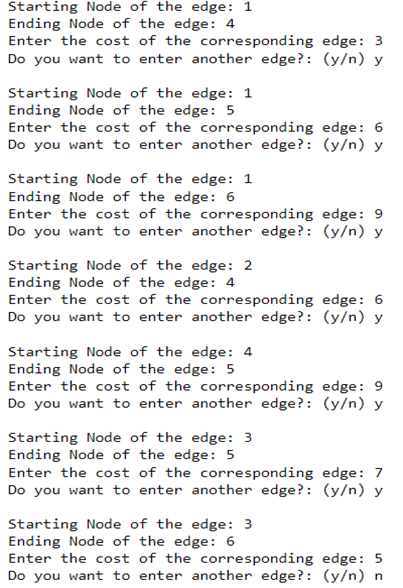 Starting Node of the edge: 1
Ending Node of the edge: 4
Enter the cost of the corresponding edge: 3
Do you want to enter another edge?: (y/n) y
Starting Node of the edge: 1
Ending Node of the edge: 5
Enter the cost of the corresponding edge: 6
Do you want to enter another edge?: (y/n) y
Starting Node of the edge: 1
Ending Node of the edge: 6
Enter the cost of the corresponding edge: 9
Do you want to enter another edge?: (y/n) y
Starting Node of the edge: 2
Ending Node of the edge: 4
Enter the cost of the corresponding edge: 6
Do you want to enter another edge?: (y/n) y
Starting Node of the edge: 4
Ending Node of the edge: 5
Enter the cost of the corresponding edge: 9
Do you want to enter another edge?: (y/n) y
Starting Node of the edge: 3
Ending Node of the edge: 5
Enter the cost of the corresponding edge: 7
Do you want to enter another edge?: (y/n) y
Starting Node of the edge: 3
Ending Node of the edge: 6
Enter the cost of the corresponding edge: 5
Do you want to enter another edge?: (y/n) n